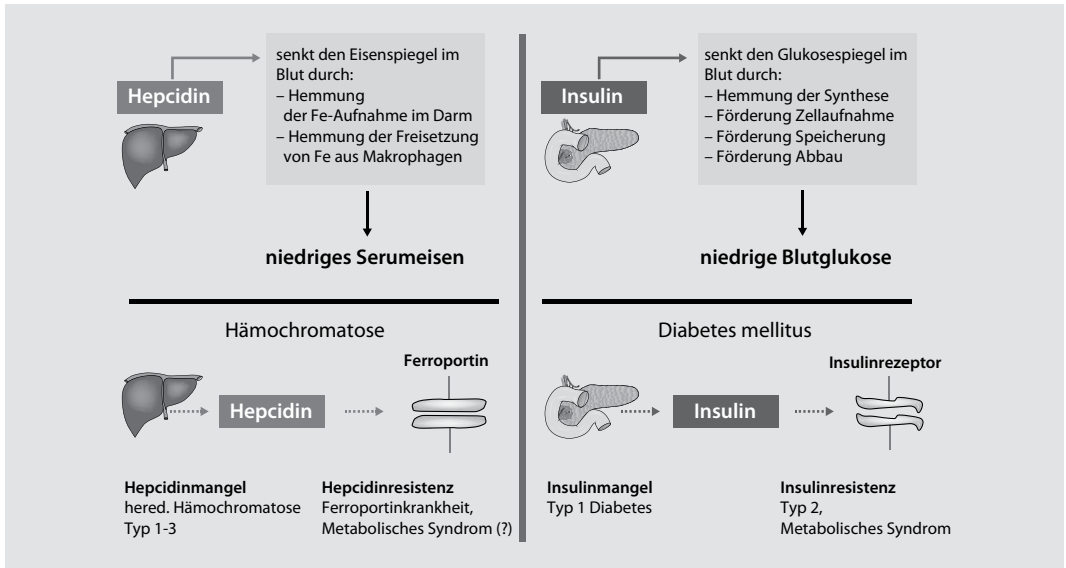 Hepcidin
senkt den Eisenspiegel im
Blut durch:
– Hemmung
der Fe-Aufnahme im Darm
– Hemmung der Freisetzung
von Fe aus Makrophagen
niedriges Serumeisen
Hämochromatose
Ferroportin
Hepcidin
Hepcidinmangel
hered. Hämochromatose
Typ 1-3
Hepcidinresistenz
Ferroportinkrankheit,
Metabolisches Syndrom (?)
Insulin
senkt den Glukosespiegel im
Blut durch:
– Hemmung der Synthese
– Förderung Zellaufnahme
– Förderung Speicherung
– Förderung Abbau
niedrige Blutglukose
Diabetes mellitus
Insulinrezeptor
Insulin
Insulinmangel
Typ 1 Diabetes
Insulinresistenz
Typ 2,
Metabolisches Syndrom